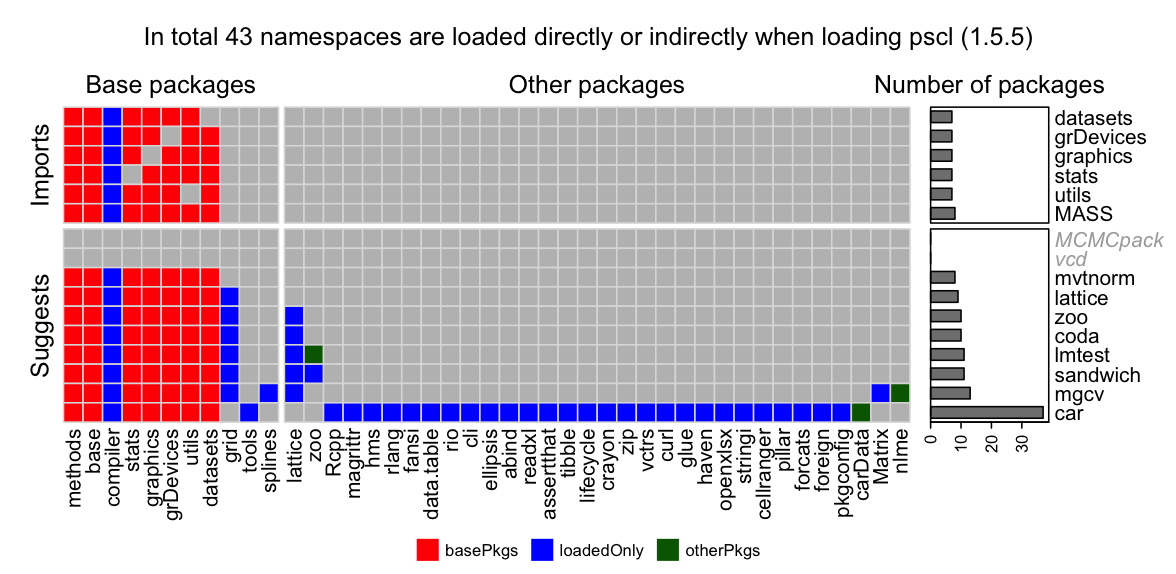 In total 43 namespaces are loaded directly or indirectly when loading pscl (1.5.5)
Base packages
Other packages
Number of packages
Imports
datasets
grDevices
graphics
stats
utils
MASS
Suggests
MCMCpack
vcd
mvtnorm
lattice
zoo
coda
lmtest
sandwich
mgcv
car
0
10
20
30
methods
base
compiler
stats
graphics
grDevices
utils
datasets
grid
tools
splines
lattice
zoo
Rcpp
magrittr
hms
rlang
fansi
data.table
rio
cli
ellipsis
abind
readxl
assertthat
tibble
lifecycle
crayon
zip
vctrs
curl
glue
haven
openxlsx
stringi
cellranger
pillar
forcats
foreign
pkgconfig
carData
Matrix
nlme
basePkgs
loadedOnly
otherPkgs